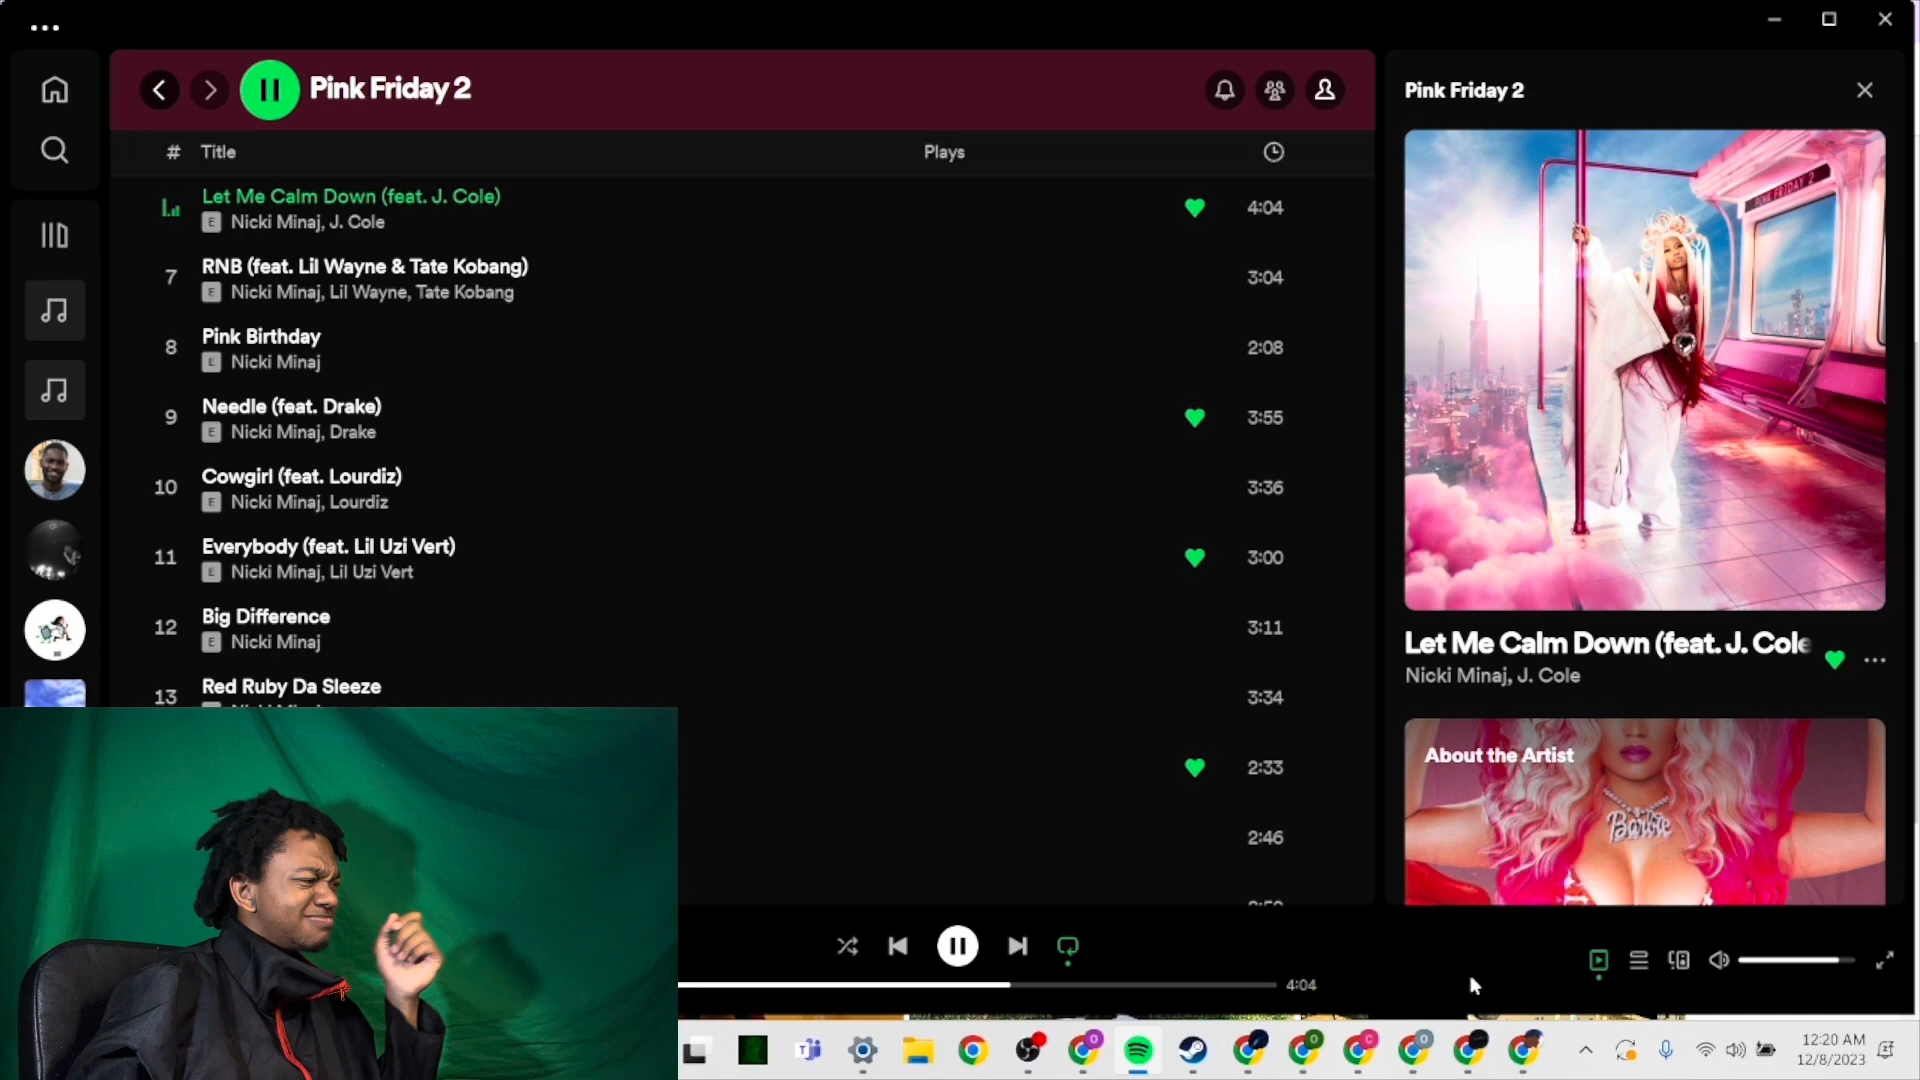 Pink Friday 2
# Title Plays
Let Me Calm Down (feat. J. Cole)
E Nicki Minaj, J. Cole
4:04
7 RNB (feat. Lil Wayne & Tate Kobang)
E Nicki Minaj, Lil Wayne, Tate Kobang
3:04
8 Pink Birthday
E Nicki Minaj
2:08
9 Needle (feat. Drake)
E Nicki Minaj, Drake
3:55
10 Cowgirl (feat. Lourdiz)
E Nicki Minaj, Lourdiz
3:36
11 Everybody (feat. Lil Uzi Vert)
E Nicki Minaj, Lil Uzi Vert
3:00
12 Big Difference
E Nicki Minaj
3:11
13 Red Ruby Da Sleeze
3:34
2:33
2:46
4:04
Pink Friday 2
PINK FRIDAY 2
Let Me Calm Down (feat. J. Cole
Nicki Minaj, J. Cole
About the Artist
Barbie
12:20 AM
12/8/2023